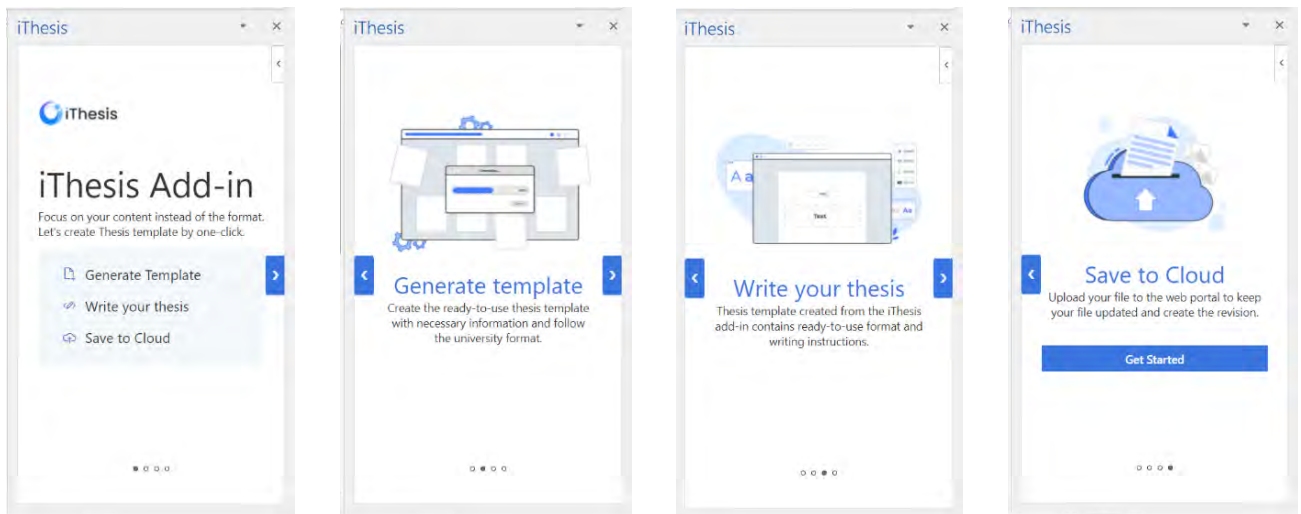 iThesis
iThesis
iThesis Add-in
Focus on your content instead of the format.
Let's create Thesis template by one-click.
Generate Template
Write your thesis
Save to Cloud
iThesis
Generate template
Create the ready-to-use thesis template
with necessary information and follow
the university format.
iThesis
Aa
Text
Aa
Write your thesis
Thesis template created from the iThesis
add-in contains ready-to-use format and
writing instructions.
iThesis
Save to Cloud
Upload your file to the web portal to keep
your file updated and create the revision.
Get Started